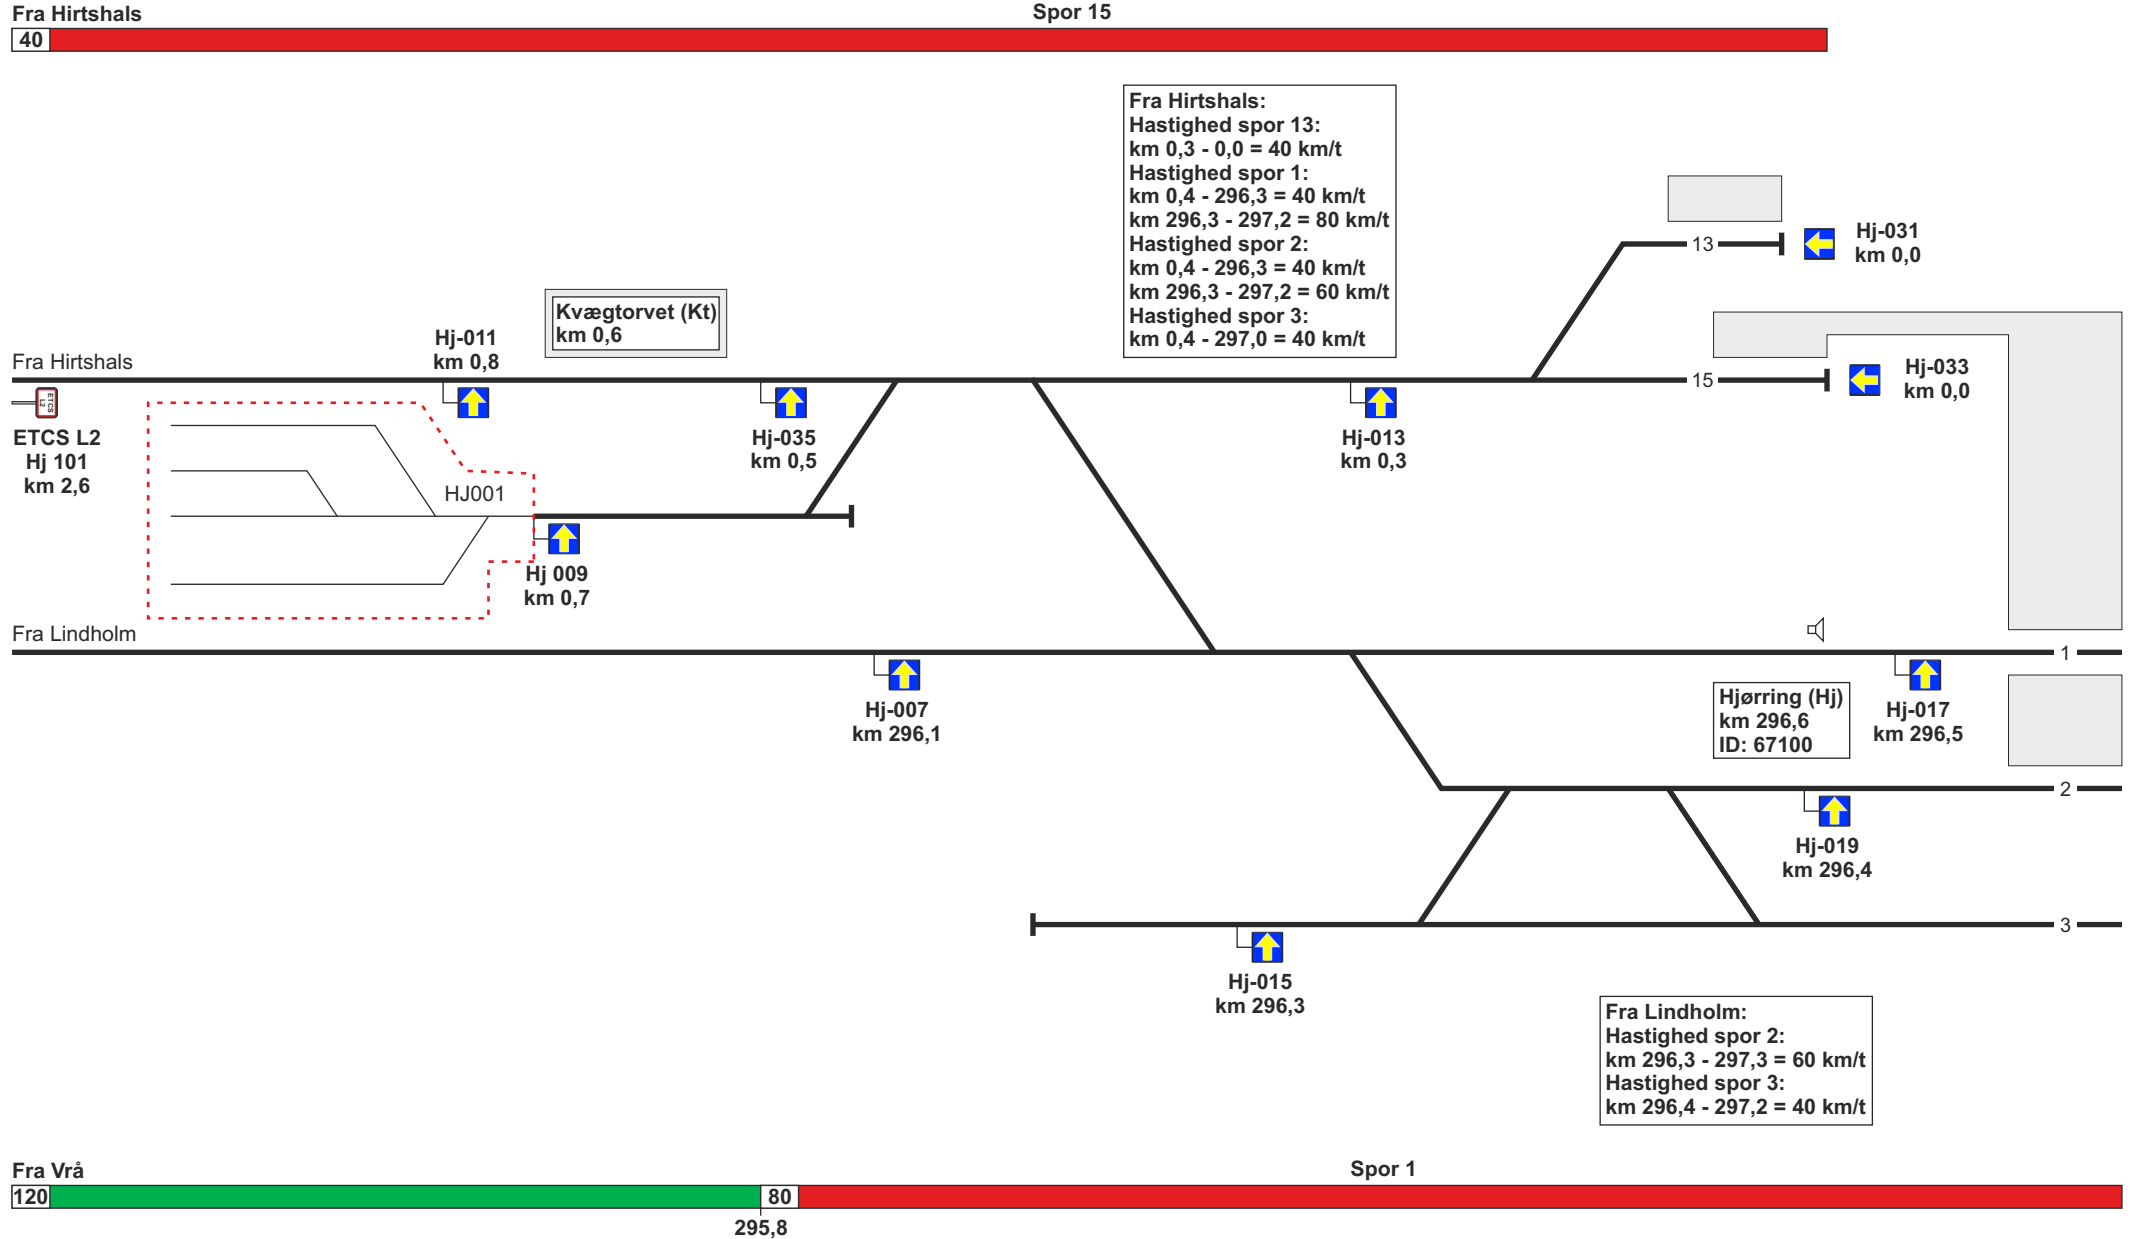 Fra Hirtshals
Spor 15
40
Fra Hirtshals:
Hastighed spor 13:
km 0,3 - 0,0 = 40 km/t
Hastighed spor 1:
km 0,4 - 296,3 = 40 km/t
km 296,3 - 297,2 = 80 km/t
Hastighed spor 2:
km 0,4 - 296,3 = 40 km/t
km 296,3 - 297,2 = 60 km/t
Hastighed spor 3:
km 0,4 - 297,0 = 40 km/t
13
Hj-031
km 0,0
Kvægtorvet (Kt)
km 0,6
Hj-011
km 0,8
Fra Hirtshals
15
Hj-033
km 0,0
ETCS
L2
ETCS L2
Hj 101
km 2,6
Hj-035
km 0,5
Hj-013
km 0,3
HJ001
Hj 009
km 0,7
Fra Lindholm
1
Hj-007
km 296,1
Hjørring (Hj)
km 296,6
ID: 67100
Hj-017
km 296,5
2
Hj-019
km 296,4
3
Hj-015
km 296,3
Fra Lindholm:
Hastighed spor 2:
km 296,3 - 297,3 = 60 km/t
Hastighed spor 3:
km 296,4 - 297,2 = 40 km/t
Fra Vrå
Spor 1
120
80
295,8